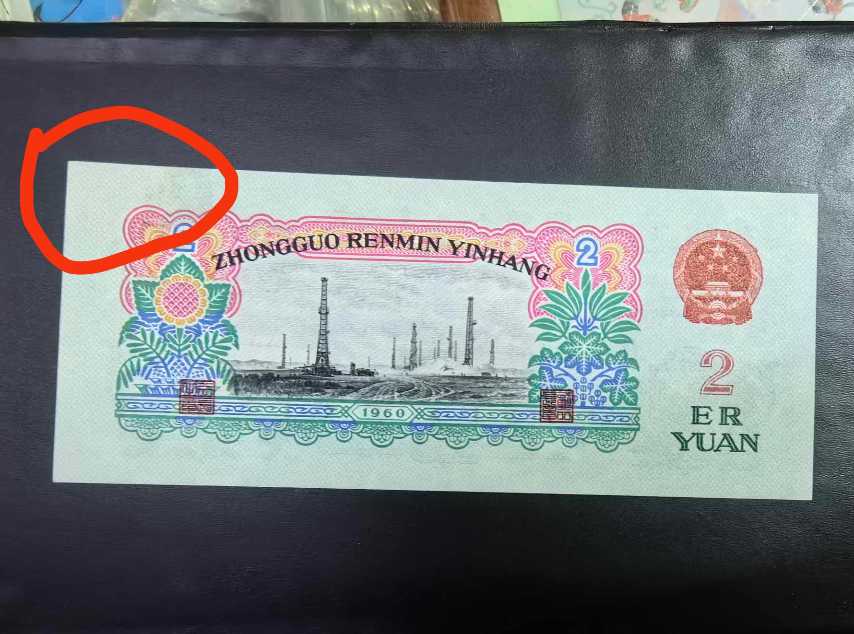 2
ZHONGGUO RENMIN YINHANG
2
1960
2
ER
YUAN